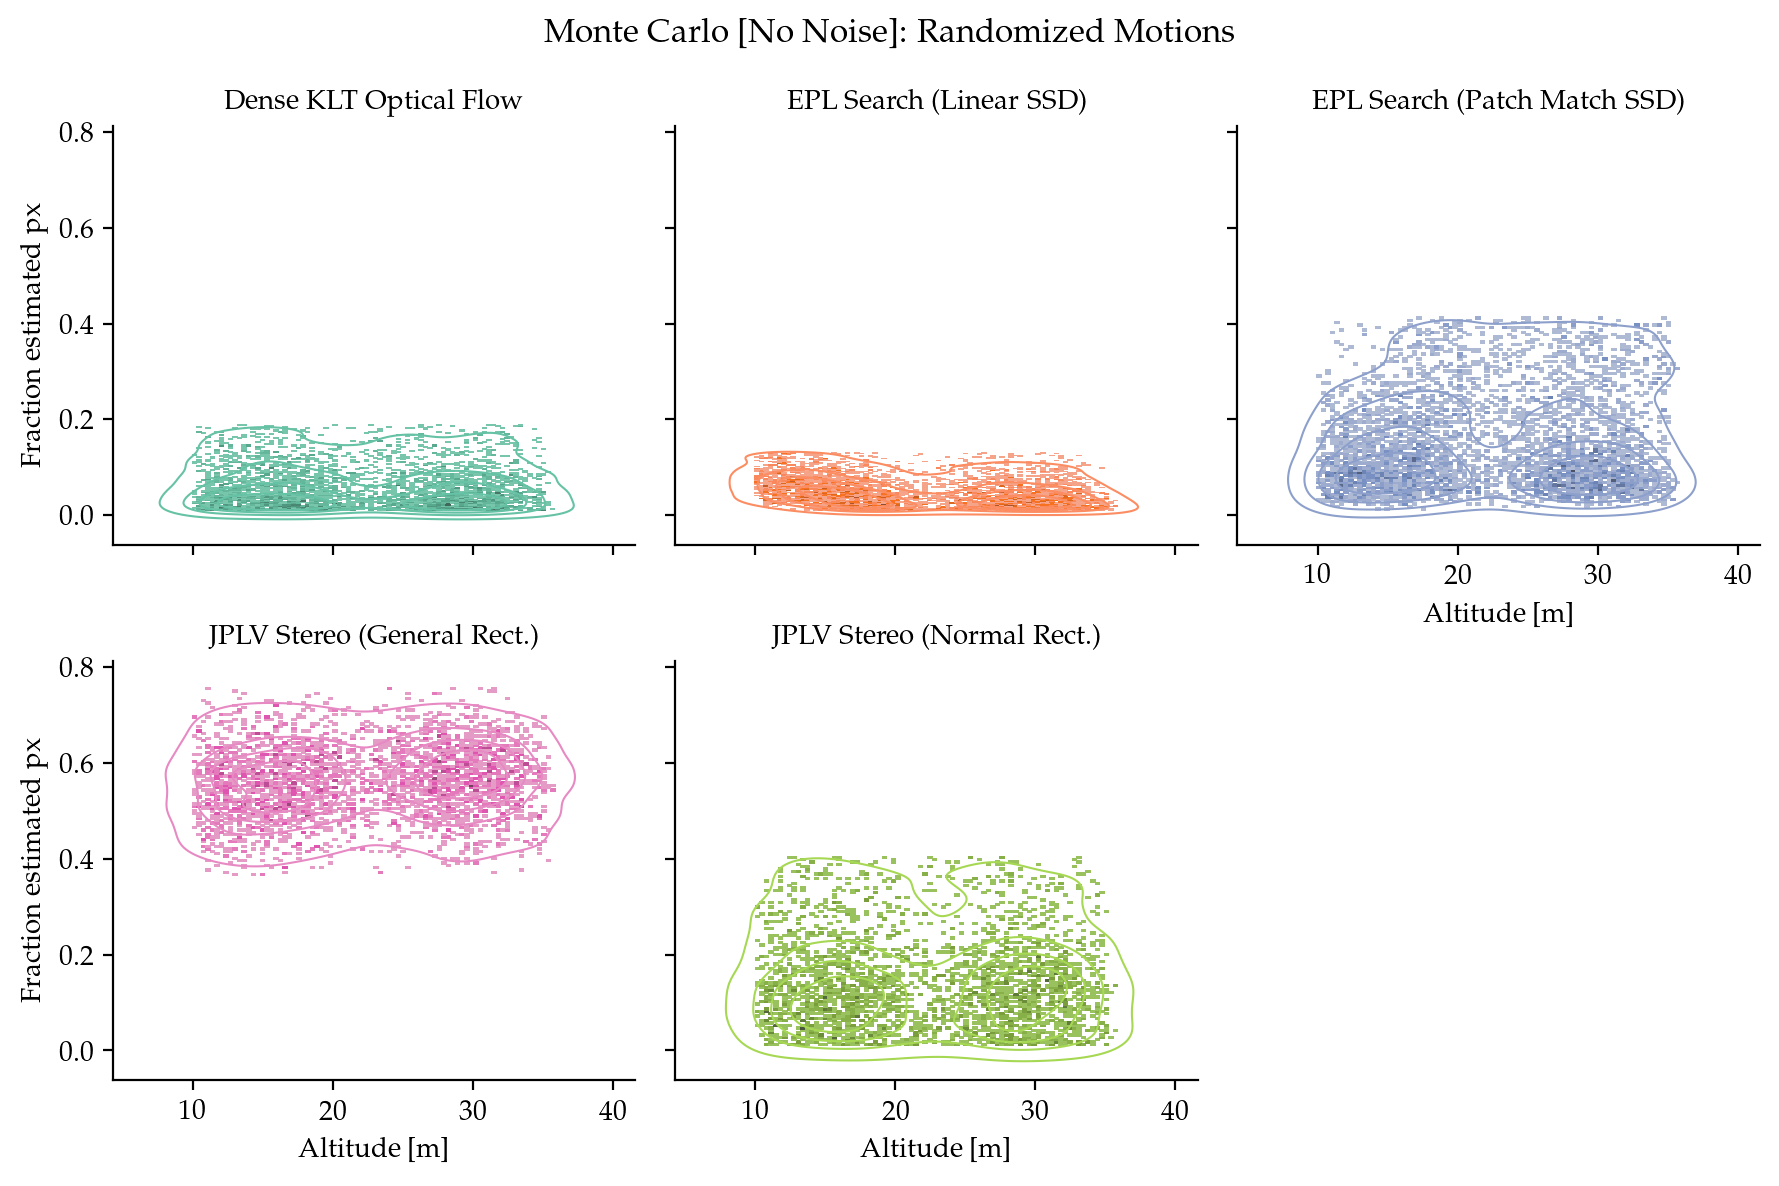 Monte Carlo [No Noise]: Randomized Motions
Dense KLT Optical Flow
EPL Search (Linear SSD)
EPL Search (Patch Match SSD)
Fraction estimated px
0.8
0.6
0.4
0.2
0.0
10 20 30 40
Altitude [m]
JPLV Stereo (General Rect.)
JPLV Stereo (Normal Rect.)
Fraction estimated px
0.8
0.6
0.4
0.2
0.0
10 20 30 40
Altitude [m]
10 20 30 40
Altitude [m]